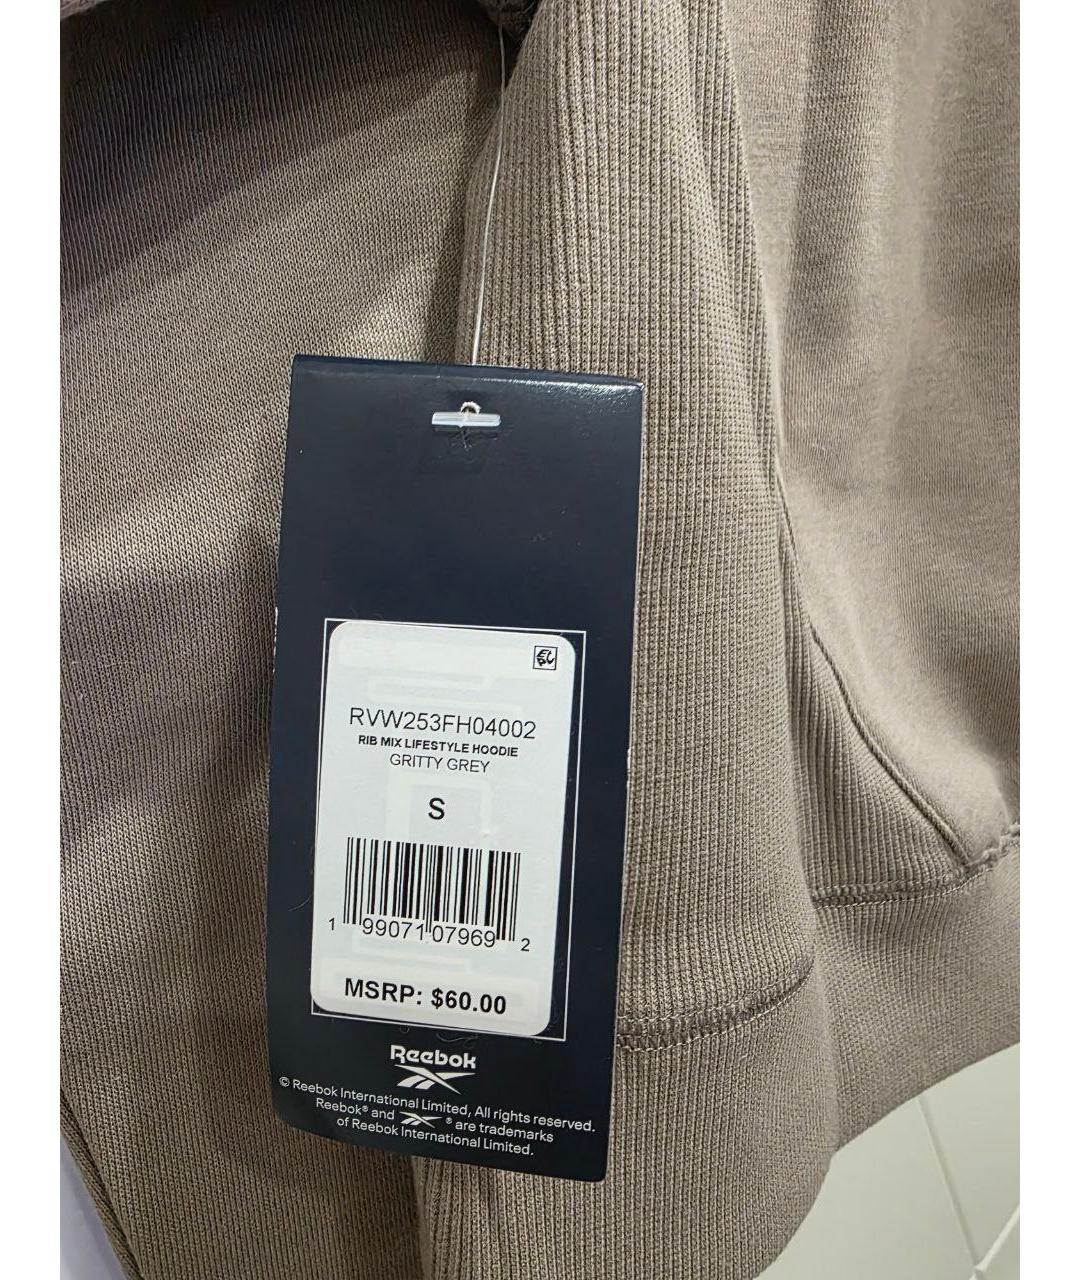 RVW253FH04002
RIB MIX LIFESTYLE HOODIE
GRITTY GREY
S
1 99071 07969 2
MSRP: $60.00
Reebok
© Reebok International Limited, All rights reserved.
Reebok® and ® are trademarks
of Reebok International Limited.